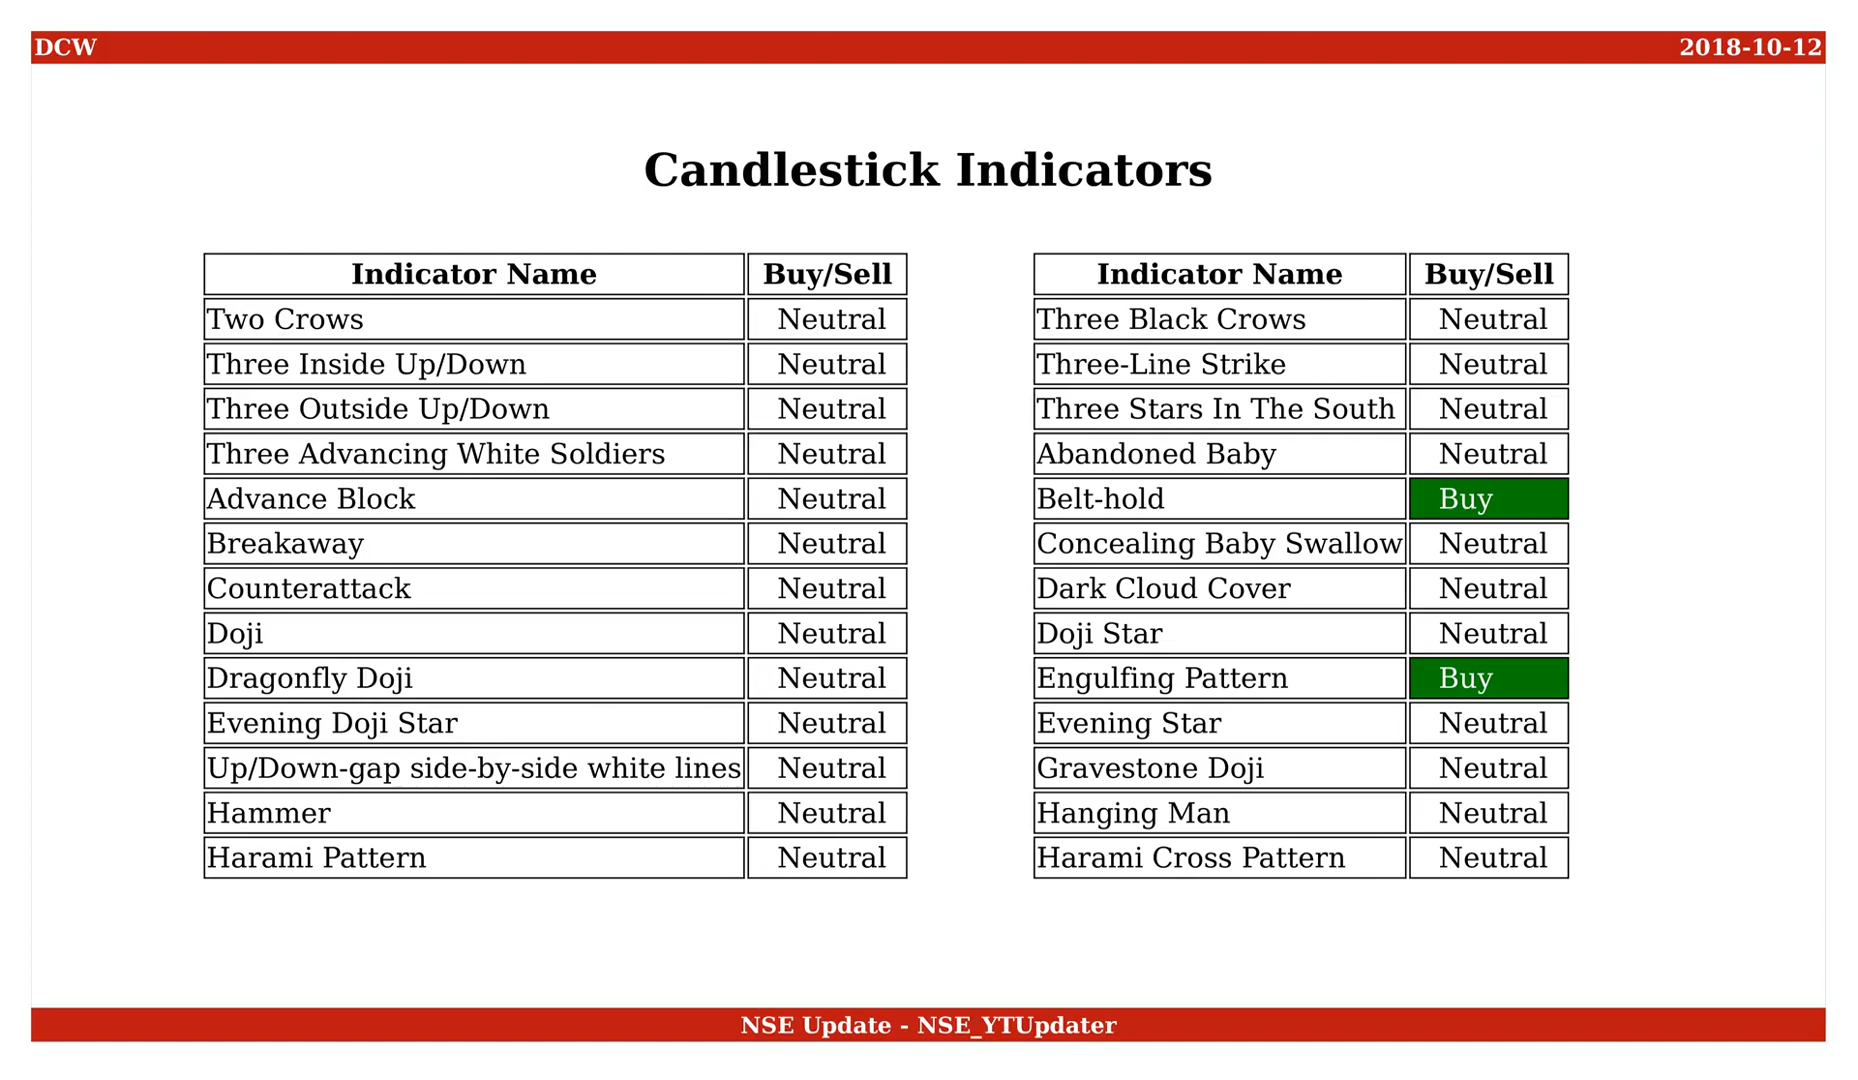 DCW 2018-10-12
Candlestick Indicators
Indicator Name Buy/Sell
Two Crows Neutral
Three Inside Up/Down Neutral
Three Outside Up/Down Neutral
Three Advancing White Soldiers Neutral
Advance Block Neutral
Breakaway Neutral
Counterattack Neutral
Doji Neutral
Dragonfly Doji Neutral
Evening Doji Star Neutral
Up/Down-gap side-by-side white lines Neutral
Hammer Neutral
Harami Pattern Neutral
Indicator Name Buy/Sell
Three Black Crows Neutral
Three-Line Strike Neutral
Three Stars In The South Neutral
Abandoned Baby Neutral
Belt-hold Buy
Concealing Baby Swallow Neutral
Dark Cloud Cover Neutral
Doji Star Neutral
Engulfing Pattern Buy
Evening Star Neutral
Gravestone Doji Neutral
Hanging Man Neutral
Harami Cross Pattern Neutral
NSE Update - NSE_YTUpdater